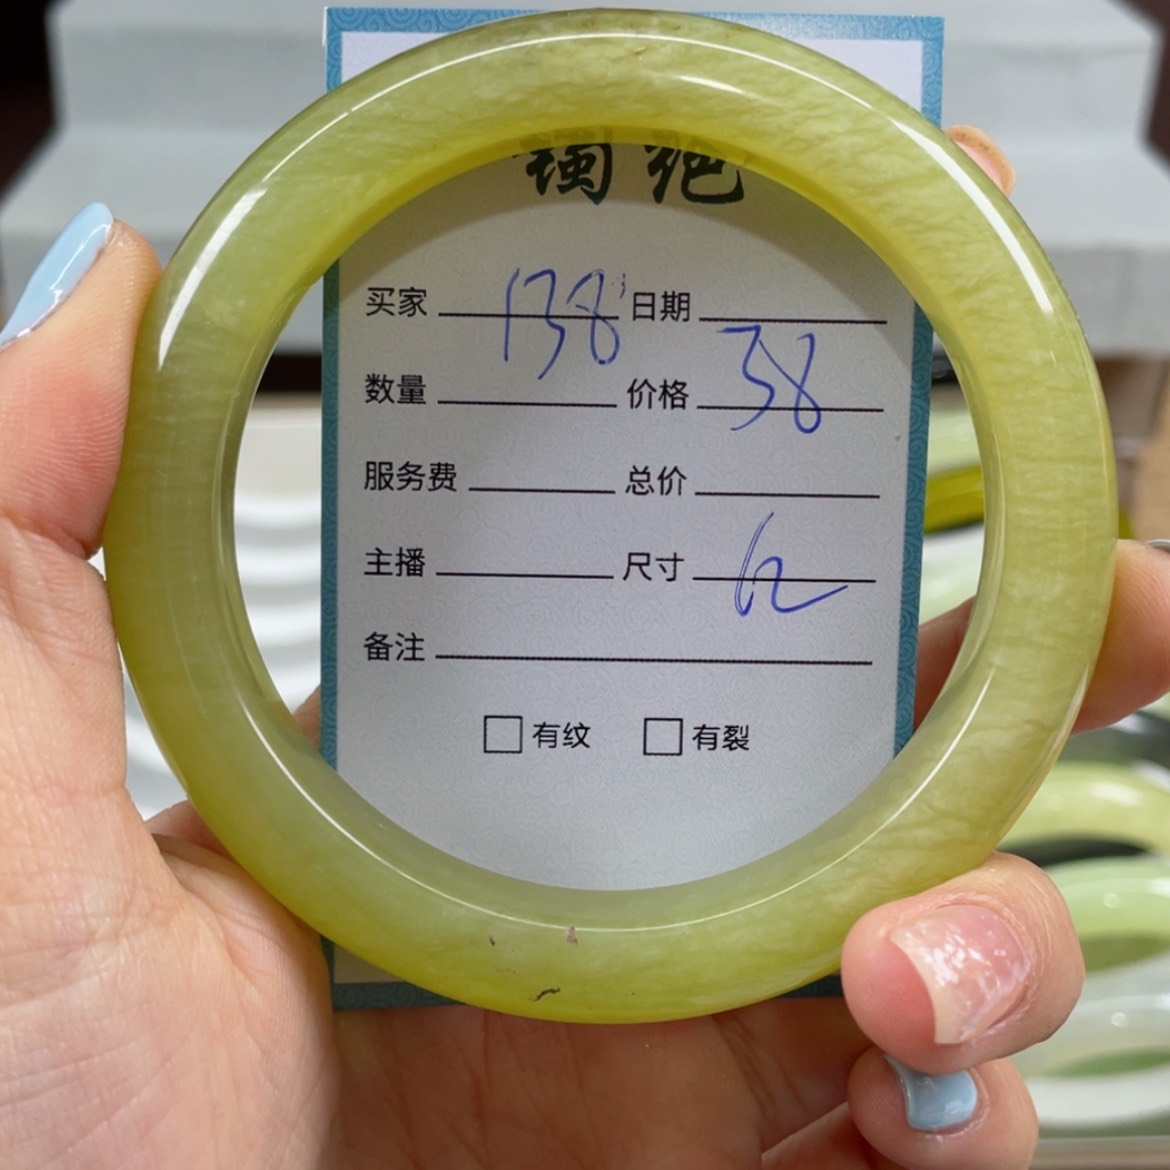 买家 138 日期
数量 价格 38
服务费 总价
主播 尺寸 62
备注
有纹 有裂